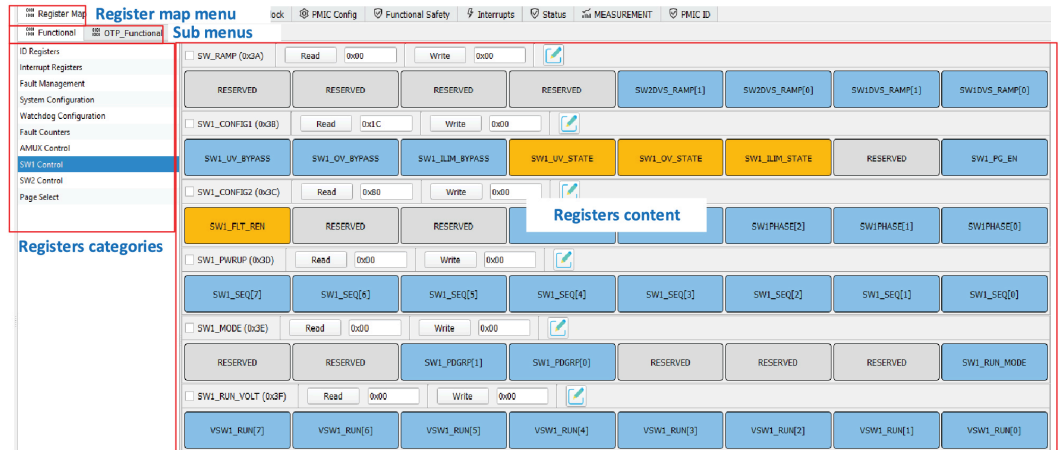 Register Map Register map menu ock PMIC Config Functional Safety Interrupts Status MEASUREMENT PMIC ID
Functional OTP_Functional Sub menus
ID Registers
Interrupt Registers
Fault Management
System Configuration
Watchdog Configuration
Fault Counters
AMUX Control
SW1 Control
SW2 Control
Page Select
Registers categories
SW_RAMP (0x3A) Read 0x00 Write 0x00
RESERVED RESERVED RESERVED RESERVED SW2DVS_RAMP[1] SW2DVS_RAMP[0] SW1DVS_RAMP[1] SW1DVS_RAMP[0]
SW1_CONFIG1 (0x3B) Read 0x1C Write 0x00
SW1_UV_BYPASS SW1_OV_BYPASS SW1_ILIM_BYPASS SW1_UV_STATE SW1_OV_STATE SW1_ILIM_STATE RESERVED SW1_PG_EN
SW1_CONFIG2 (0x3C) Read 0x80 Write 0x00
Registers content
SW1_FLT_REN RESERVED RESERVED SW1PHASE[2] SW1PHASE[1] SW1PHASE[0]
SW1_PWRUP (0x3D) Read 0x00 Write 0x00
SW1_SEQ[7] SW1_SEQ[6] SW1_SEQ[5] SW1_SEQ[4] SW1_SEQ[3] SW1_SEQ[2] SW1_SEQ[1] SW1_SEQ[0]
SW1_MODE (0x3E) Read 0x00 Write 0x00
RESERVED RESERVED SW1_PDGRP[1] SW1_PDGRP[0] RESERVED RESERVED RESERVED SW1_RUN_MODE
SW1_RUN_VOLT (0x3F) Read 0x00 Write 0x00
VSW1_RUN[7] VSW1_RUN[6] VSW1_RUN[5] VSW1_RUN[4] VSW1_RUN[3] VSW1_RUN[2] VSW1_RUN[1] VSW1_RUN[0]